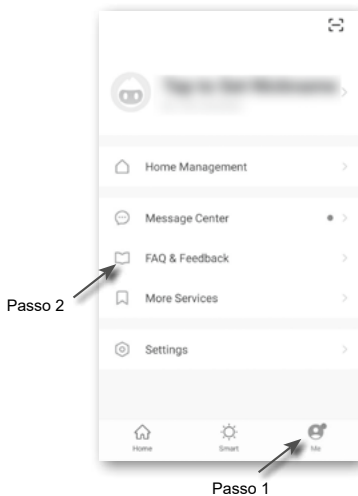 Home Management
Message Center
FAQ & Feedback
Passo 2
More Services
Settings
Home
Smart
Me
Passo 1